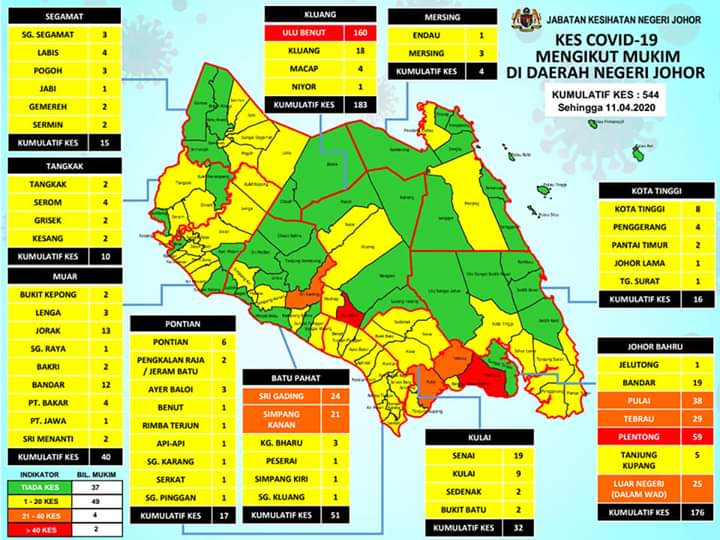 JABATAN KESIHATAN NEGERI JOHOR
KES COVID-19
MENGIKUT MUKIM
DI DAERAH NEGERI JOHOR
KUMULATIF KES : 544
Sehingga 11.04.2020
SEGAMAT
SG. SEGAMAT 3
LABIS 4
POGOH 3
JABI 1
GEMEREH 2
SERMIN 2
KUMULATIF KES 15
TANGKAK
TANGKAK 2
SEROM 4
GRISEK 2
KESANG 2
KUMULATIF KES 10
MUAR
BUKIT KEPONG 2
LENGA 3
JORAK 13
SG. RAYA 1
BAKRI 2
BANDAR 12
PT. BAKAR 4
PT. JAWA 1
SRI MENANTI 2
KUMULATIF KES 40
INDIKATOR BIL. MUKIM
TIADA KES 37
1 - 20 KES 49
21 - 40 KES 4
> 40 KES 2
KLUANG
ULU BENUT 160
KLUANG 18
MACAP 4
NIYOR 1
KUMULATIF KES 183
MERSING
ENDAU 1
MERSING 3
KUMULATIF KES 4
PONTIAN
PONTIAN 6
PENGKALAN RAJA
/ JERAM BATU 2
AYER BALOI 3
BENUT 1
RIMBA TERJUN 1
API-API 1
SG. KARANG 1
SERKAT 1
SG. PINGGAN 1
KUMULATIF KES 17
BATU PAHAT
SRI GADING 24
SIMPANG
KANAN 21
KG. BHARU 3
PESERAI 1
SIMPANG KIRI 1
SG. KLUANG 1
KUMULATIF KES 51
KULAI
SENAI 19
KULAI 9
SEDENAK 2
BUKIT BATU 2
KUMULATIF KES 32
KOTA TINGGI
KOTA TINGGI 8
PENGGERANG 4
PANTAI TIMUR 2
JOHOR LAMA 1
TG. SURAT 1
KUMULATIF KES 16
JOHOR BAHRU
JELUTONG 1
BANDAR 19
PULAI 38
TEBRAU 29
PLENTONG 59
TANJUNG
KUPANG 5
LUAR NEGERI
(DALAM WAD) 25
KUMULATIF KES 176